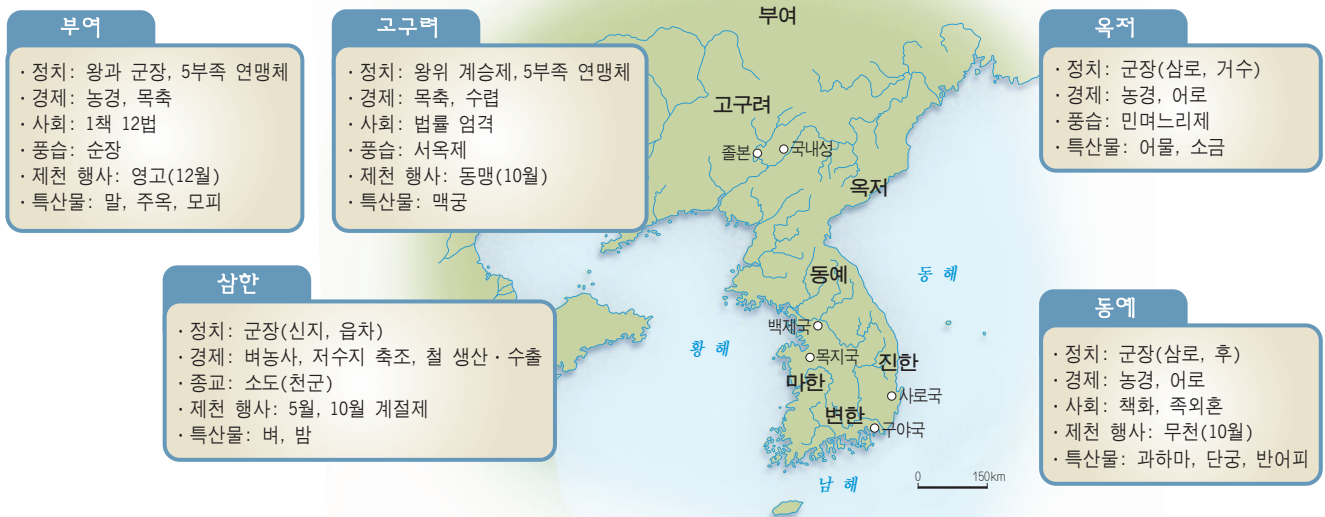 부여
· 정치: 왕과 군장, 5부족 연맹체
· 경제: 농경, 목축
· 사회: 1책 12법
· 풍습: 순장
· 제천 행사: 영고(12월)
· 특산물: 말, 주옥, 모피
고구려
· 정치: 왕위 계승제, 5부족 연맹체
· 경제: 목축, 수렵
· 사회: 법률 엄격
· 풍습: 서옥제
· 제천 행사: 동맹(10월)
· 특산물: 맥궁
옥저
· 정치: 군장(삼로, 거수)
· 경제: 농경, 어로
· 풍습: 민며느리제
· 특산물: 어물, 소금
삼한
· 정치: 군장(신지, 읍차)
· 경제: 벼농사, 저수지 축조, 철 생산·수출
· 종교: 소도(천군)
· 제천 행사: 5월, 10월 계절제
· 특산물: 벼, 밤
동예
· 정치: 군장(삼로, 후)
· 경제: 농경, 어로
· 사회: 책화, 족외혼
· 제천 행사: 무천(10월)
· 특산물: 과하마, 단궁, 반어피
부여
고구려
졸본
국내성
옥저
동예
동해
백제국
황해
목지국
진한
마한
사로국
변한
구야국
남해
0 150km